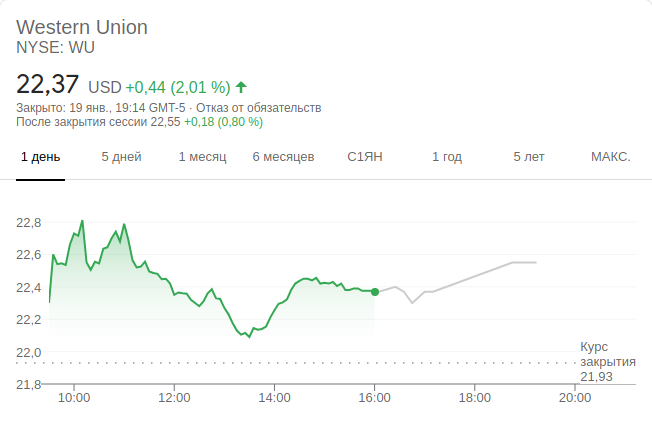 Western Union
NYSE: WU
22,37 USD +0,44 (2,01 %)
Закрыто: 19 янв., 19:14 GMT-5 · Отказ от обязательств
После закрытия сессии 22,55 +0,18 (0,80 %)
1 день 5 дней 1 месяц 6 месяцев С1ЯН 1 год 5 лет МАКС.
22,8
22,6
22,4
22,2
22,0
21,8
Курс
закрытия
21,93
10:00 12:00 14:00 16:00 18:00 20:00